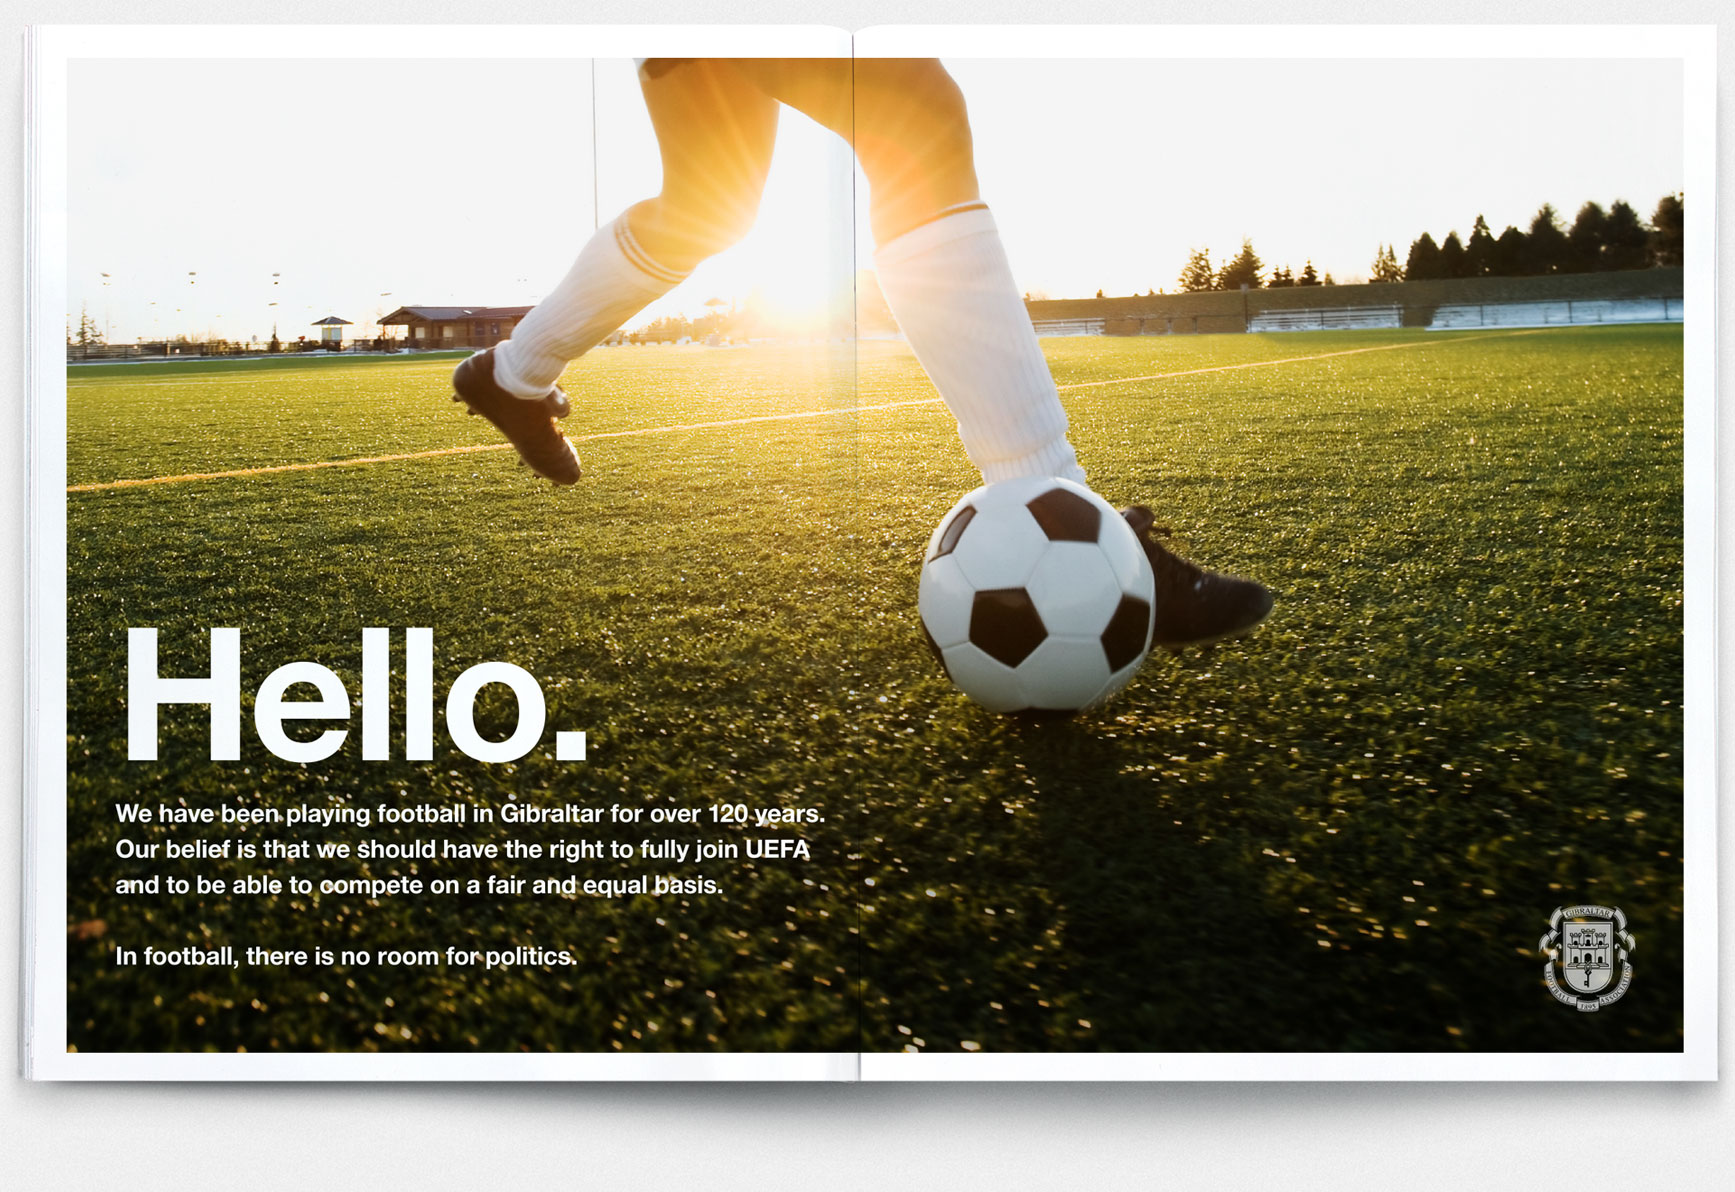 Hello.
We have been playing football in Gibraltar for over 120 years.
Our belief is that we should have the right to fully join UEFA
and to be able to compete on a fair and equal basis.
In football, there is no room for politics.
GIBRALTAR
FOOTBALL ASSOCIATION
1895